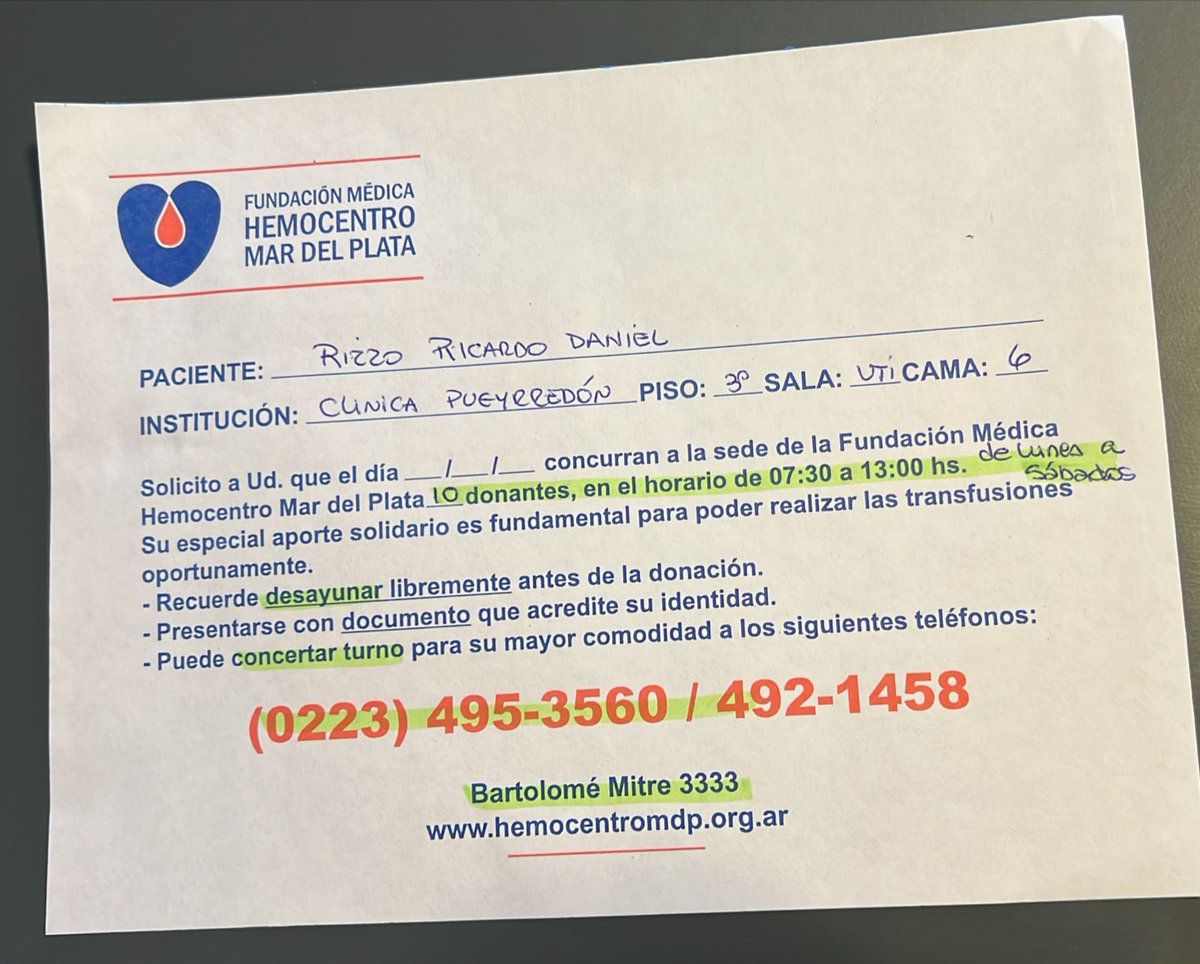 FUNDACIÓN MÉDICA
HEMOCENTRO
MAR DEL PLATA
PACIENTE: RIZZO RICARDO DANIEL
INSTITUCIÓN: CLINICA PUEYRREDÓN PISO: 3º SALA: UTI CAMA: 6
Solicito a Ud. que el día __/__/__ concurran a la sede de la Fundación Médica
Hemocentro Mar del Plata 10 donantes, en el horario de 07:30 a 13:00 hs. de lunes a sábados
Su especial aporte solidario es fundamental para poder realizar las transfusiones
oportunamente.
- Recuerde desayunar libremente antes de la donación.
- Presentarse con documento que acredite su identidad.
- Puede concertar turno para su mayor comodidad a los siguientes teléfonos:
(0223) 495-3560 / 492-1458
Bartolomé Mitre 3333
www.hemocentromdp.org.ar